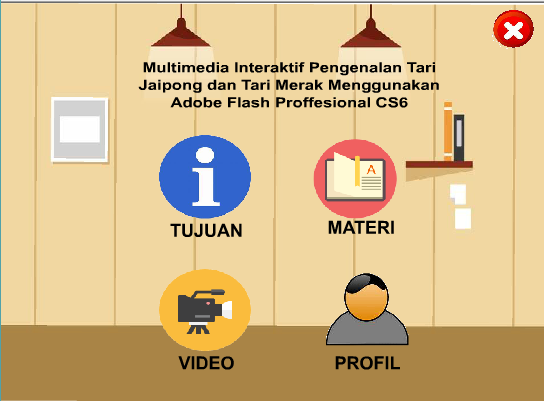 Multimedia Interaktif Pengenalan Tari
Jaipong dan Tari Merak Menggunakan
Adobe Flash Proffesional CS6
i
A
TUJUAN
MATERI
VIDEO
PROFIL